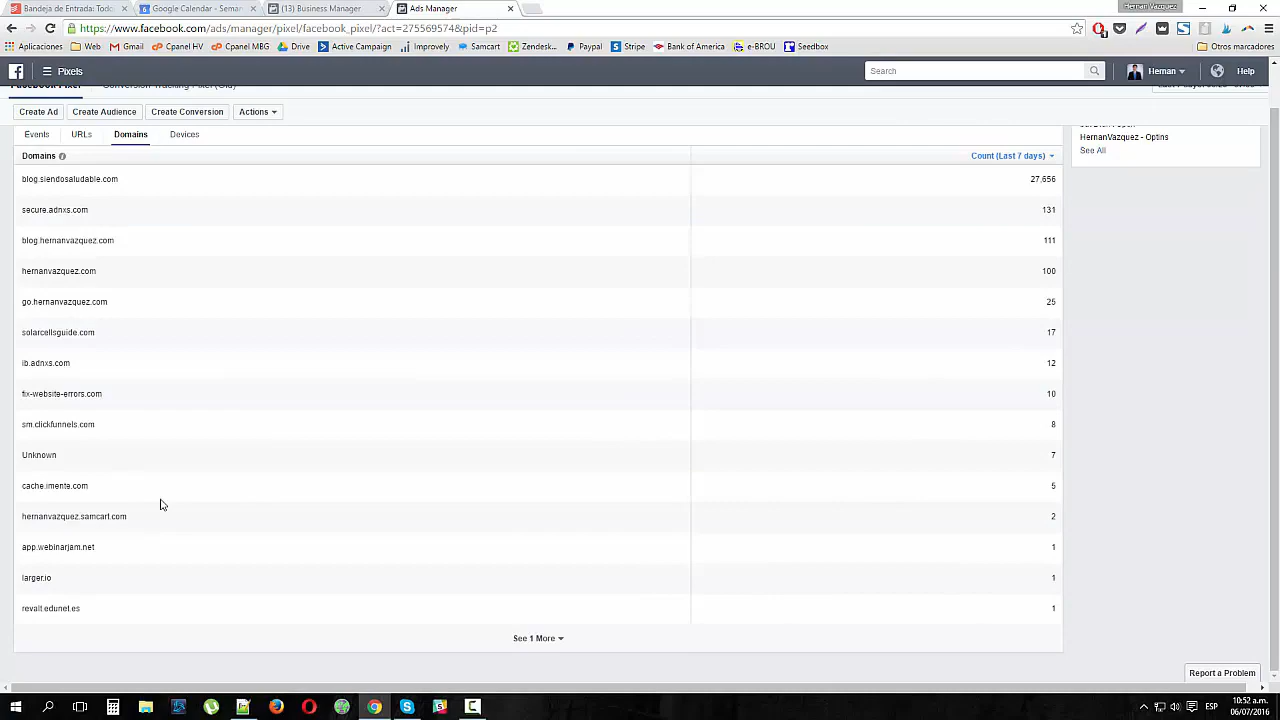 HernanVazquez
Bandeja de Entrada: Todo
Google Calendar - Seman
(13) Business Manager
Ads Manager
https://www.facebook.com/ads/manager/pixel/facebook_pixel/?act=275569574&pid=p2
Aplicaciones Web Gmail Cpanel HV Cpanel MBG Drive Active Campaign Improvely Samcart Zendesk... Paypal Stripe Bank of America e-BROU Seedbox Otros marcadores
Pixels Search Hernan Help
Facebook Pixel Conversion Tracking Pixel (Old)
Create Ad Create Audience Create Conversion Actions
Events URLs Domains Devices
HernanVazquez - Optins
See All
Domains Count (Last 7 days)
blog.siendosaludable.com 27,656
secure.adnxs.com 131
blog.hernanvazquez.com 111
hernanvazquez.com 100
go.hernanvazquez.com 25
solarcellsguide.com 17
ib.adnxs.com 12
fix-website-errors.com 10
sm.clickfunnels.com 8
Unknown 7
cache.imente.com 5
hernanvazquez.samcart.com 2
app.webinarjam.net 1
larger.io 1
revalt.edunet.es 1
See 1 More
Report a Problem
ESP
10:52 a.m.
06/07/2016